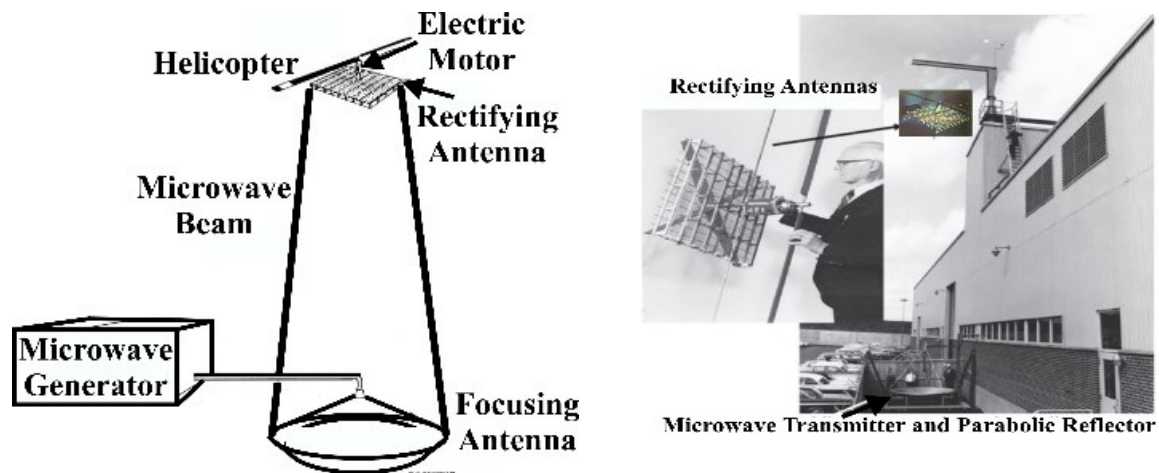 Electric
Motor
Helicopter
Rectifying
Antenna
Microwave
Beam
Microwave
Generator
Focusing
Antenna
Rectifying Antennas
Microwave Transmitter and Parabolic Reflector